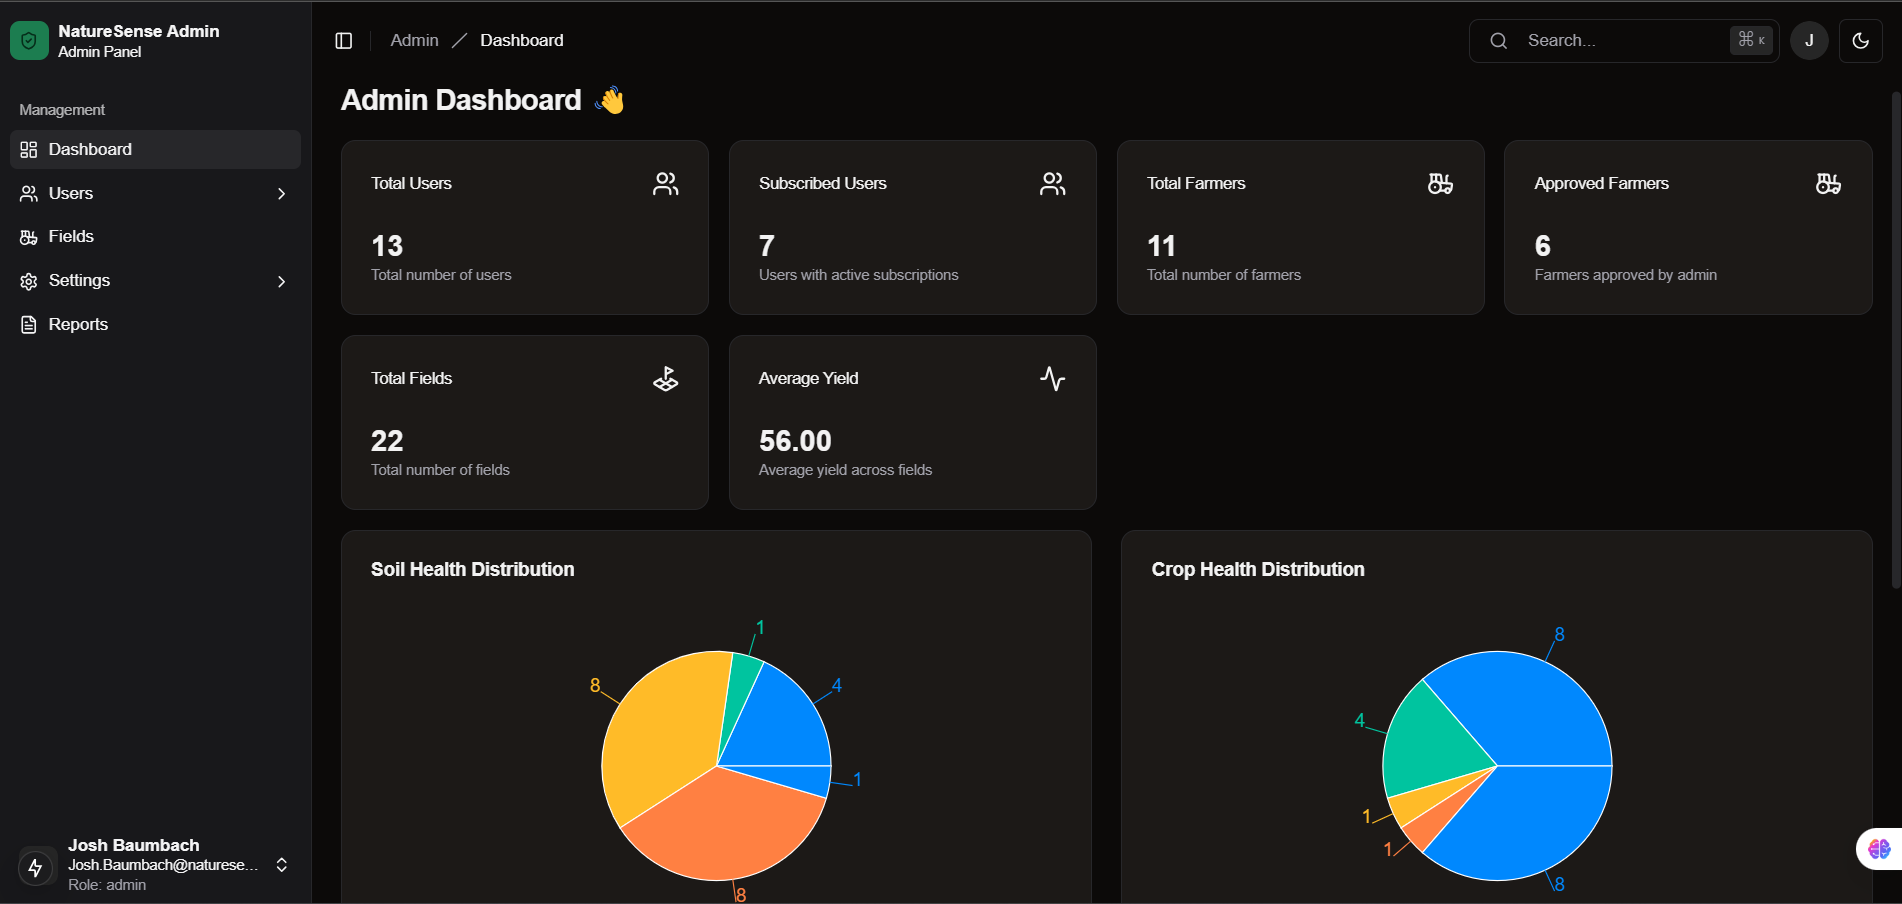 NatureSense Admin
Admin Panel
Management
Dashboard
Users
Fields
Settings
Reports
Josh Baumbach
Josh.Baumbach@naturese...
Role: admin
Admin / Dashboard
Search...
⌘ K
J
Admin Dashboard 👋
Total Users
13
Total number of users
Subscribed Users
7
Users with active subscriptions
Total Farmers
11
Total number of farmers
Approved Farmers
6
Farmers approved by admin
Total Fields
22
Total number of fields
Average Yield
56.00
Average yield across fields
Soil Health Distribution
1
8
4
1
8
Crop Health Distribution
8
4
1
1
8